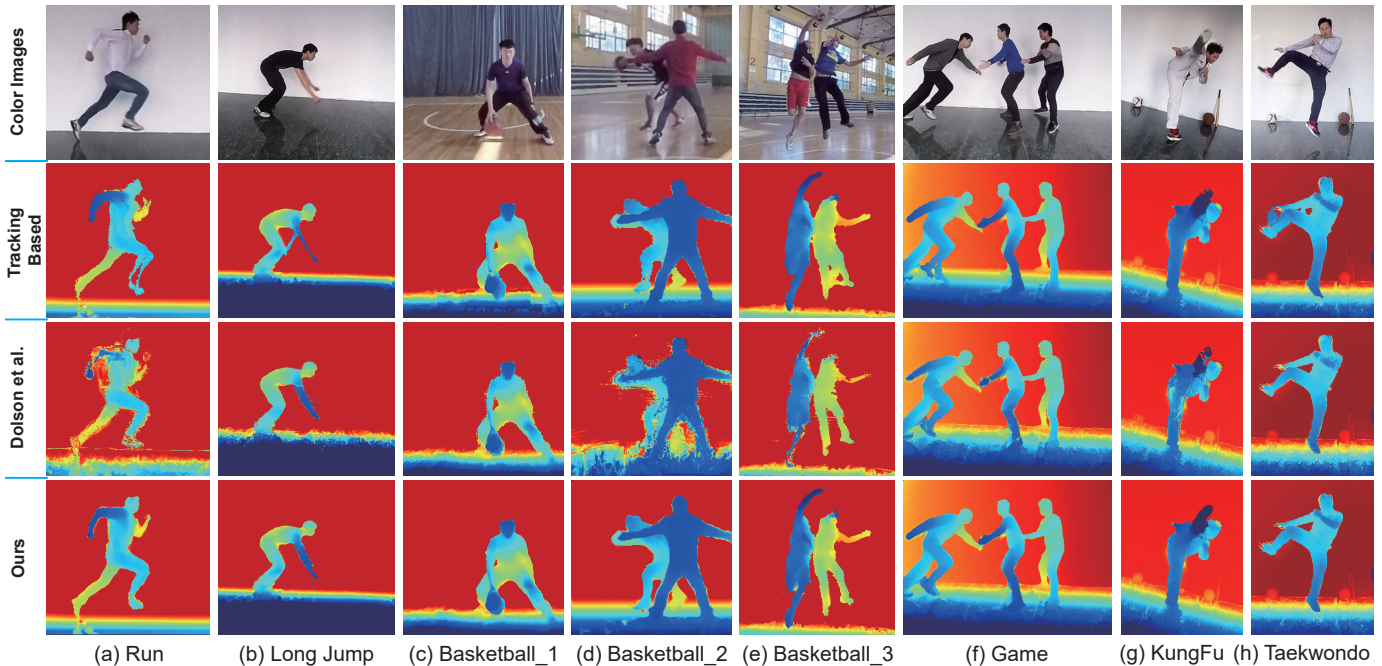 Color Images
Tracking
Based
Dolson et al.
Ours
(a) Run
(b) Long Jump
(c) Basketball_1
(d) Basketball_2
(e) Basketball_3
(f) Game
(g) KungFu
(h) Taekwondo